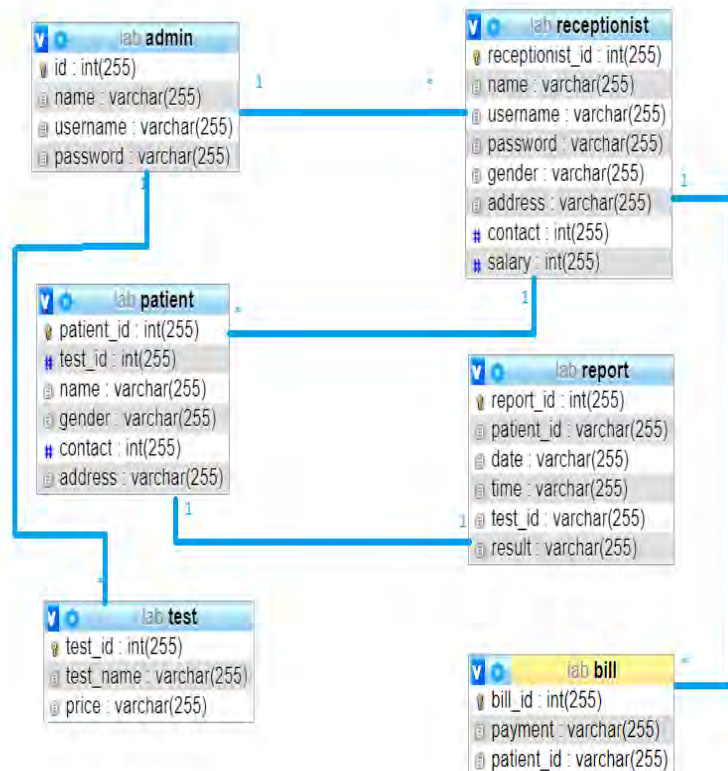 lab admin
id : int(255)
name : varchar(255)
username : varchar(255)
password : varchar(255)
1
*
lab receptionist
receptionist_id : int(255)
name : varchar(255)
username : varchar(255)
password : varchar(255)
gender : varchar(255)
address : varchar(255)
# contact : int(255)
# salary : int(255)
1
1
1
lab patient
patient_id : int(255)
# test_id : int(255)
name : varchar(255)
gender : varchar(255)
# contact : int(255)
address : varchar(255)
*
1
1
lab report
report_id : int(255)
patient_id : varchar(255)
date : varchar(255)
time : varchar(255)
test_id : varchar(255)
result : varchar(255)
*
lab test
test_id : int(255)
test_name : varchar(255)
price : varchar(255)
*
lab bill
bill_id : int(255)
payment : varchar(255)
patient_id : varchar(255)